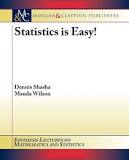 MORGAN & CLAYPOOL PUBLISHERS
Statistics is Easy!
Dennis Shasha
Manda Wilson
SYNTHESIS LECTURES ON
MATHEMATICS AND STATISTICS